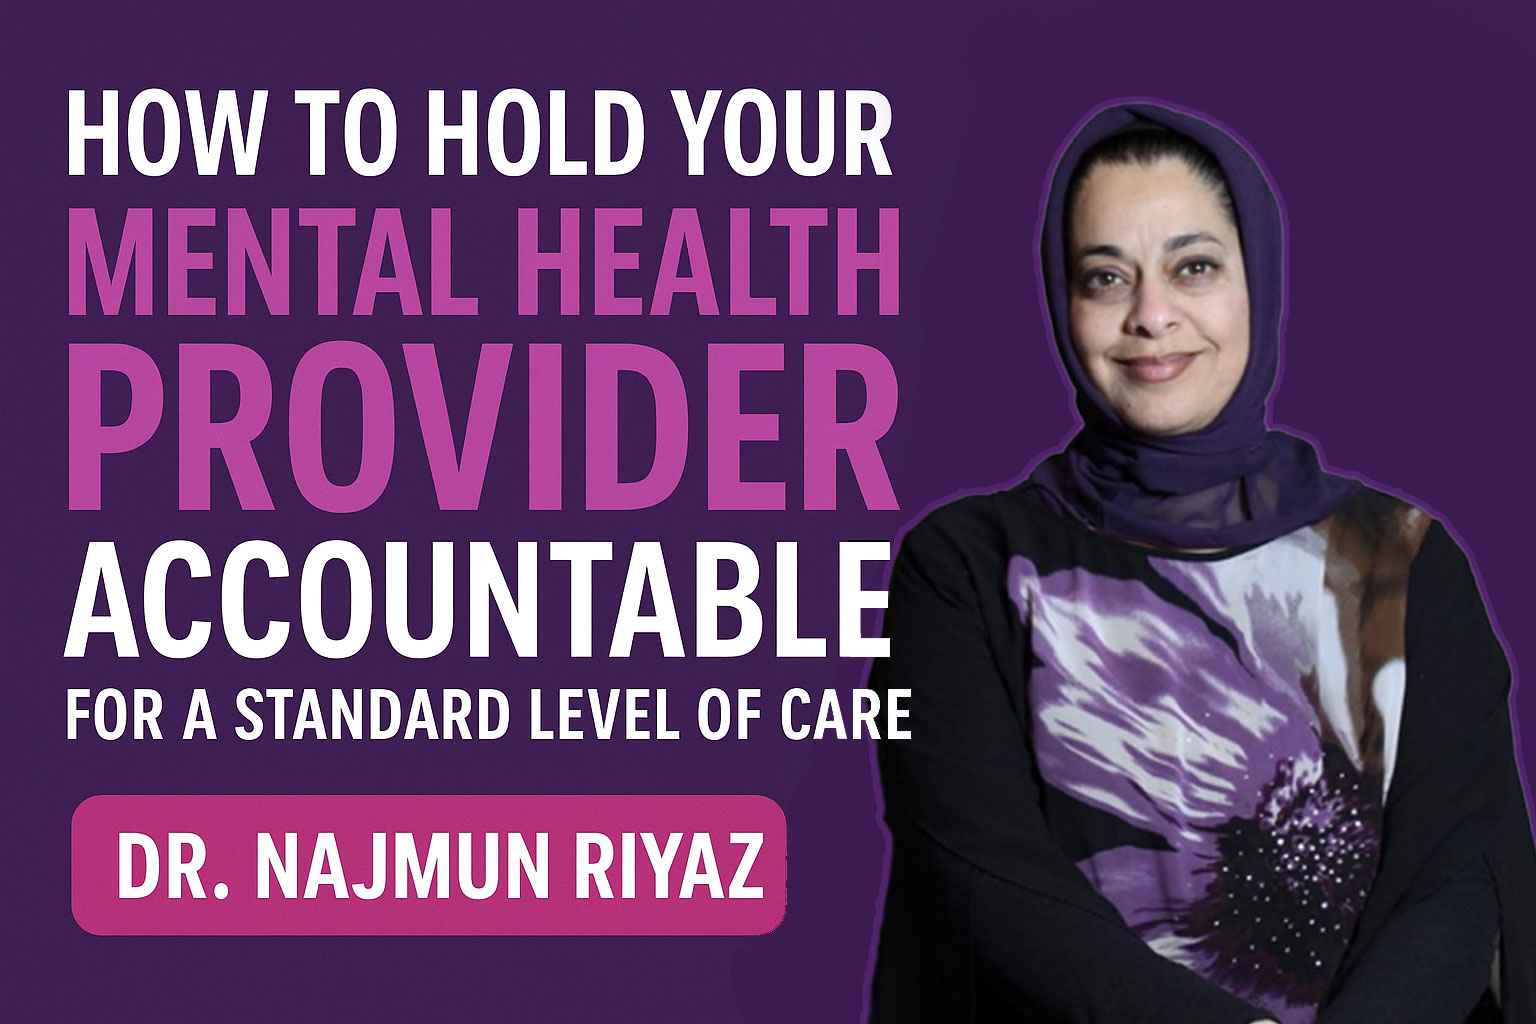 HOW TO HOLD YOUR
MENTAL HEALTH
PROVIDER
ACCOUNTABLE
FOR A STANDARD LEVEL OF CARE
DR. NAJMUN RIYAZ